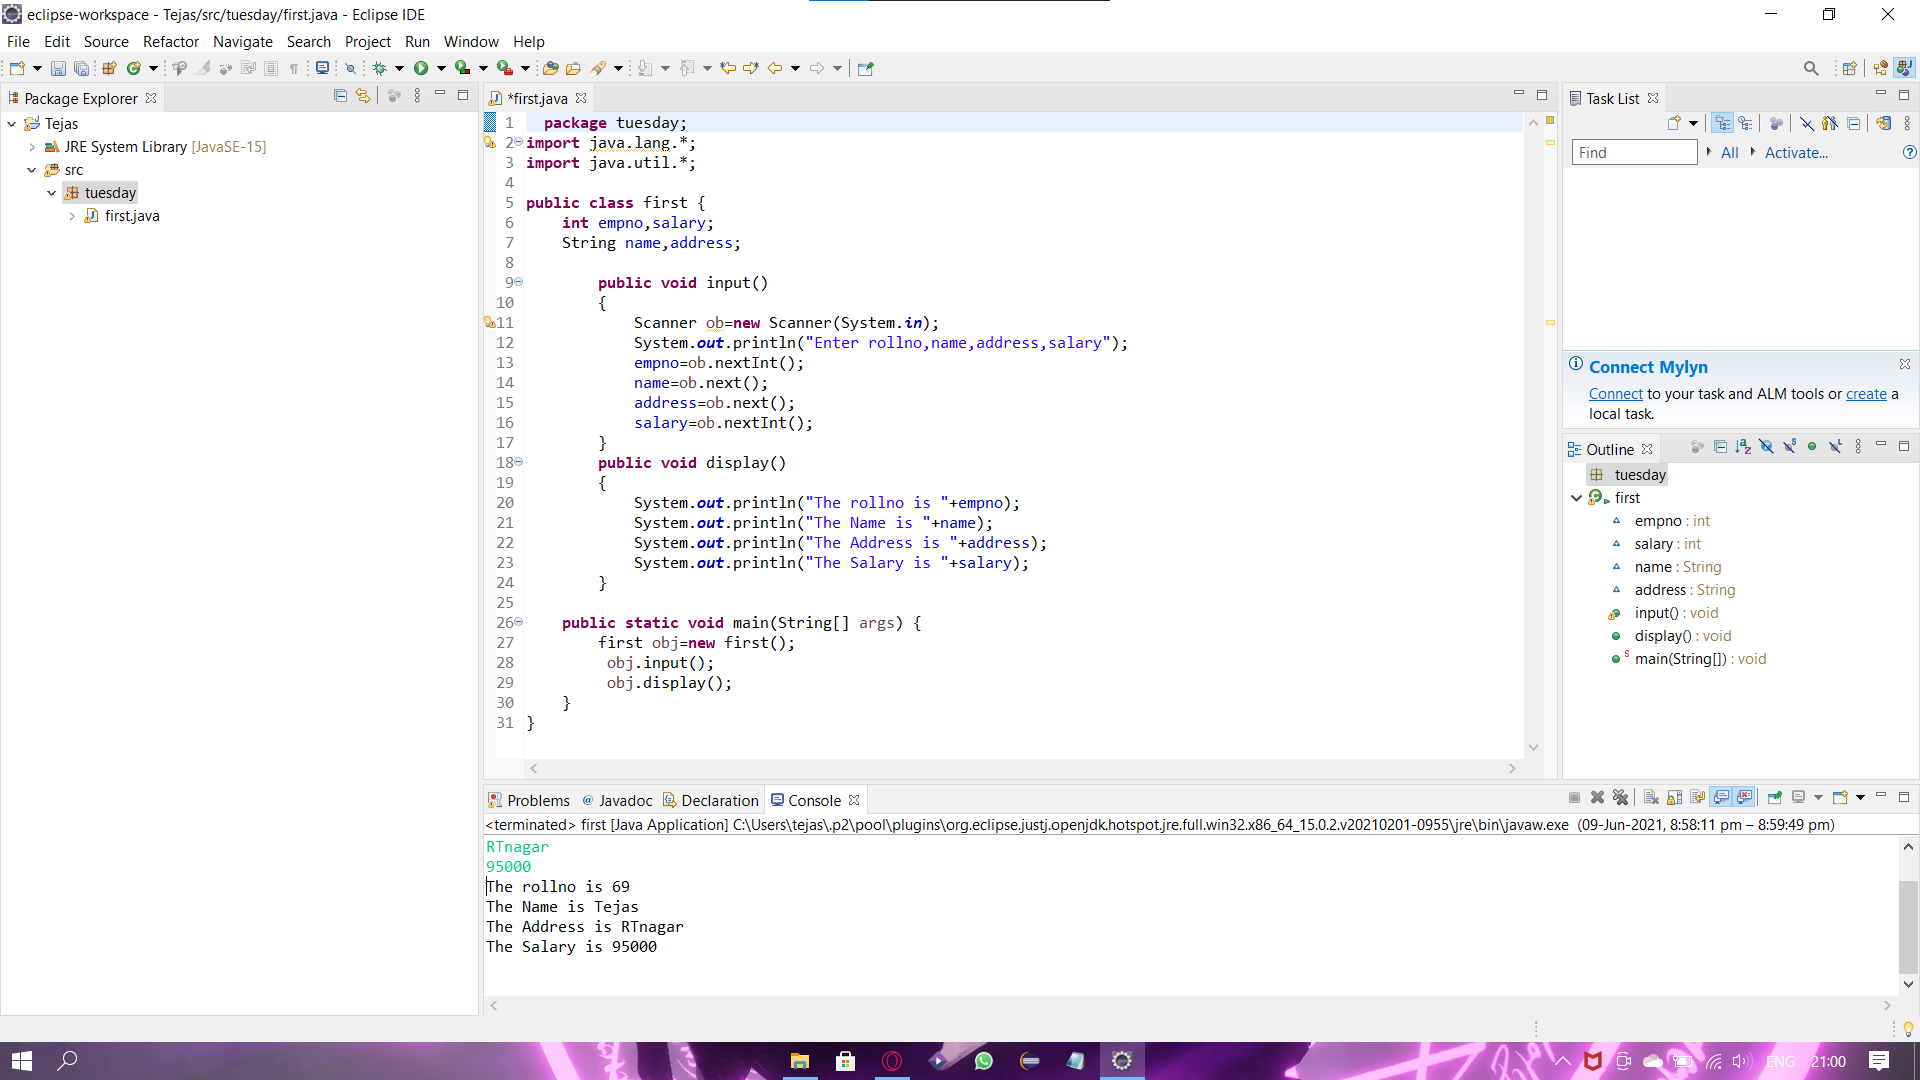 eclipse-workspace - Tejas/src/tuesday/first.java - Eclipse IDE
File Edit Source Refactor Navigate Search Project Run Window Help
Package Explorer
Tejas
JRE System Library [JavaSE-15]
src
tuesday
first.java
*first.java
1 package tuesday;
2 import java.lang.*;
3 import java.util.*;
4
5 public class first {
6 int empno,salary;
7 String name,address;
8
9 public void input()
10 {
11 Scanner ob=new Scanner(System.in);
12 System.out.println("Enter rollno,name,address,salary");
13 empno=ob.nextInt();
14 name=ob.next();
15 address=ob.next();
16 salary=ob.nextInt();
17 }
18 public void display()
19 {
20 System.out.println("The rollno is "+empno);
21 System.out.println("The Name is "+name);
22 System.out.println("The Address is "+address);
23 System.out.println("The Salary is "+salary);
24 }
25
26 public static void main(String[] args) {
27 first obj=new first();
28 obj.input();
29 obj.display();
30 }
31 }
Task List
Find All Activate...
Connect Mylyn
Connect to your task and ALM tools or create a
local task.
Outline
tuesday
first
empno : int
salary : int
name : String
address : String
input() : void
display() : void
main(String[]) : void
Problems @ Javadoc Declaration Console
<terminated> first [Java Application] C:\Users\tejas\.p2\pool\plugins\org.eclipse.justj.openjdk.hotspot.jre.full.win32.x86_64_15.0.2.v20210201-0955\jre\bin\javaw.exe (09-Jun-2021, 8:58:11 pm – 8:59:49 pm)
RTnagar
95000
The rollno is 69
The Name is Tejas
The Address is RTnagar
The Salary is 95000
ENG 21:00